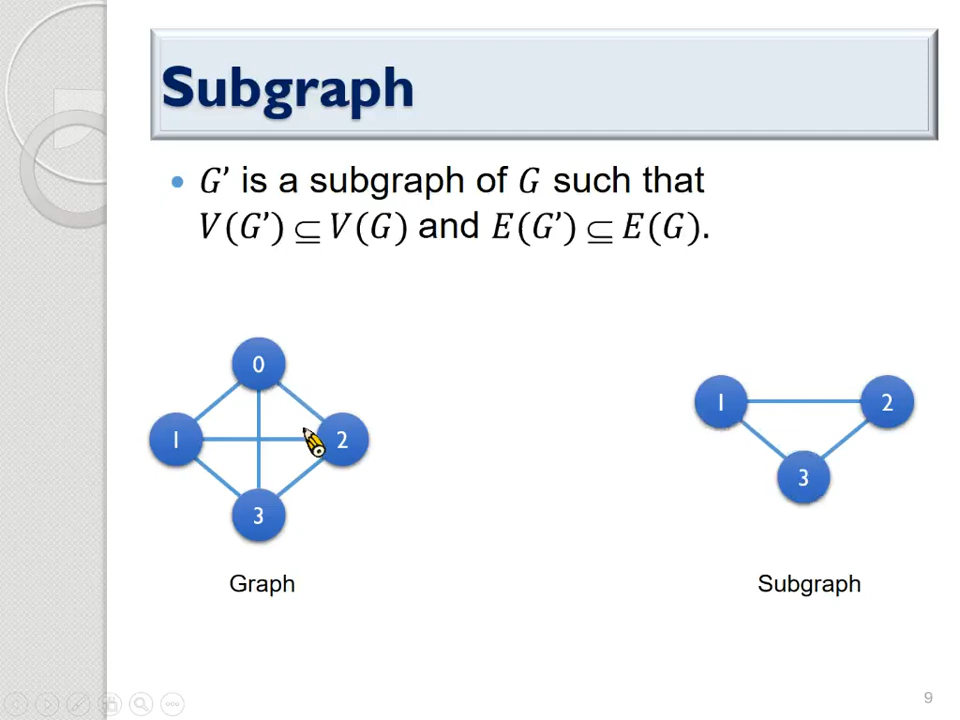 Subgraph
• G’ is a subgraph of G such that
V(G’) ⊆ V(G) and E(G’) ⊆ E(G).
0
1
2
3
Graph
1
2
3
Subgraph
9